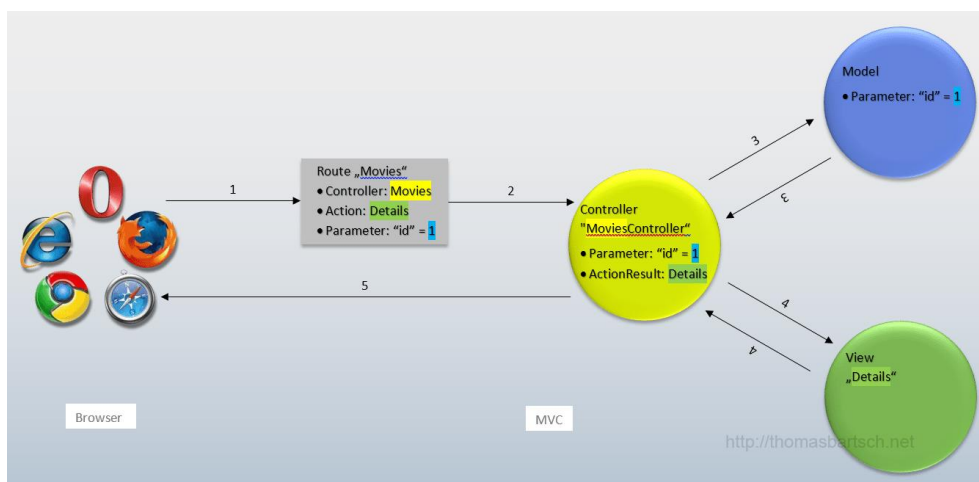 Model
• Parameter: “id” = 1
3
3
Route „Movies“
• Controller: Movies
• Action: Details
• Parameter: “id” = 1
1
2
Controller
"MoviesController“
• Parameter: “id” = 1
• ActionResult: Details
5
4
4
View
„Details“
Browser
MVC
http://thomasbartsch.net